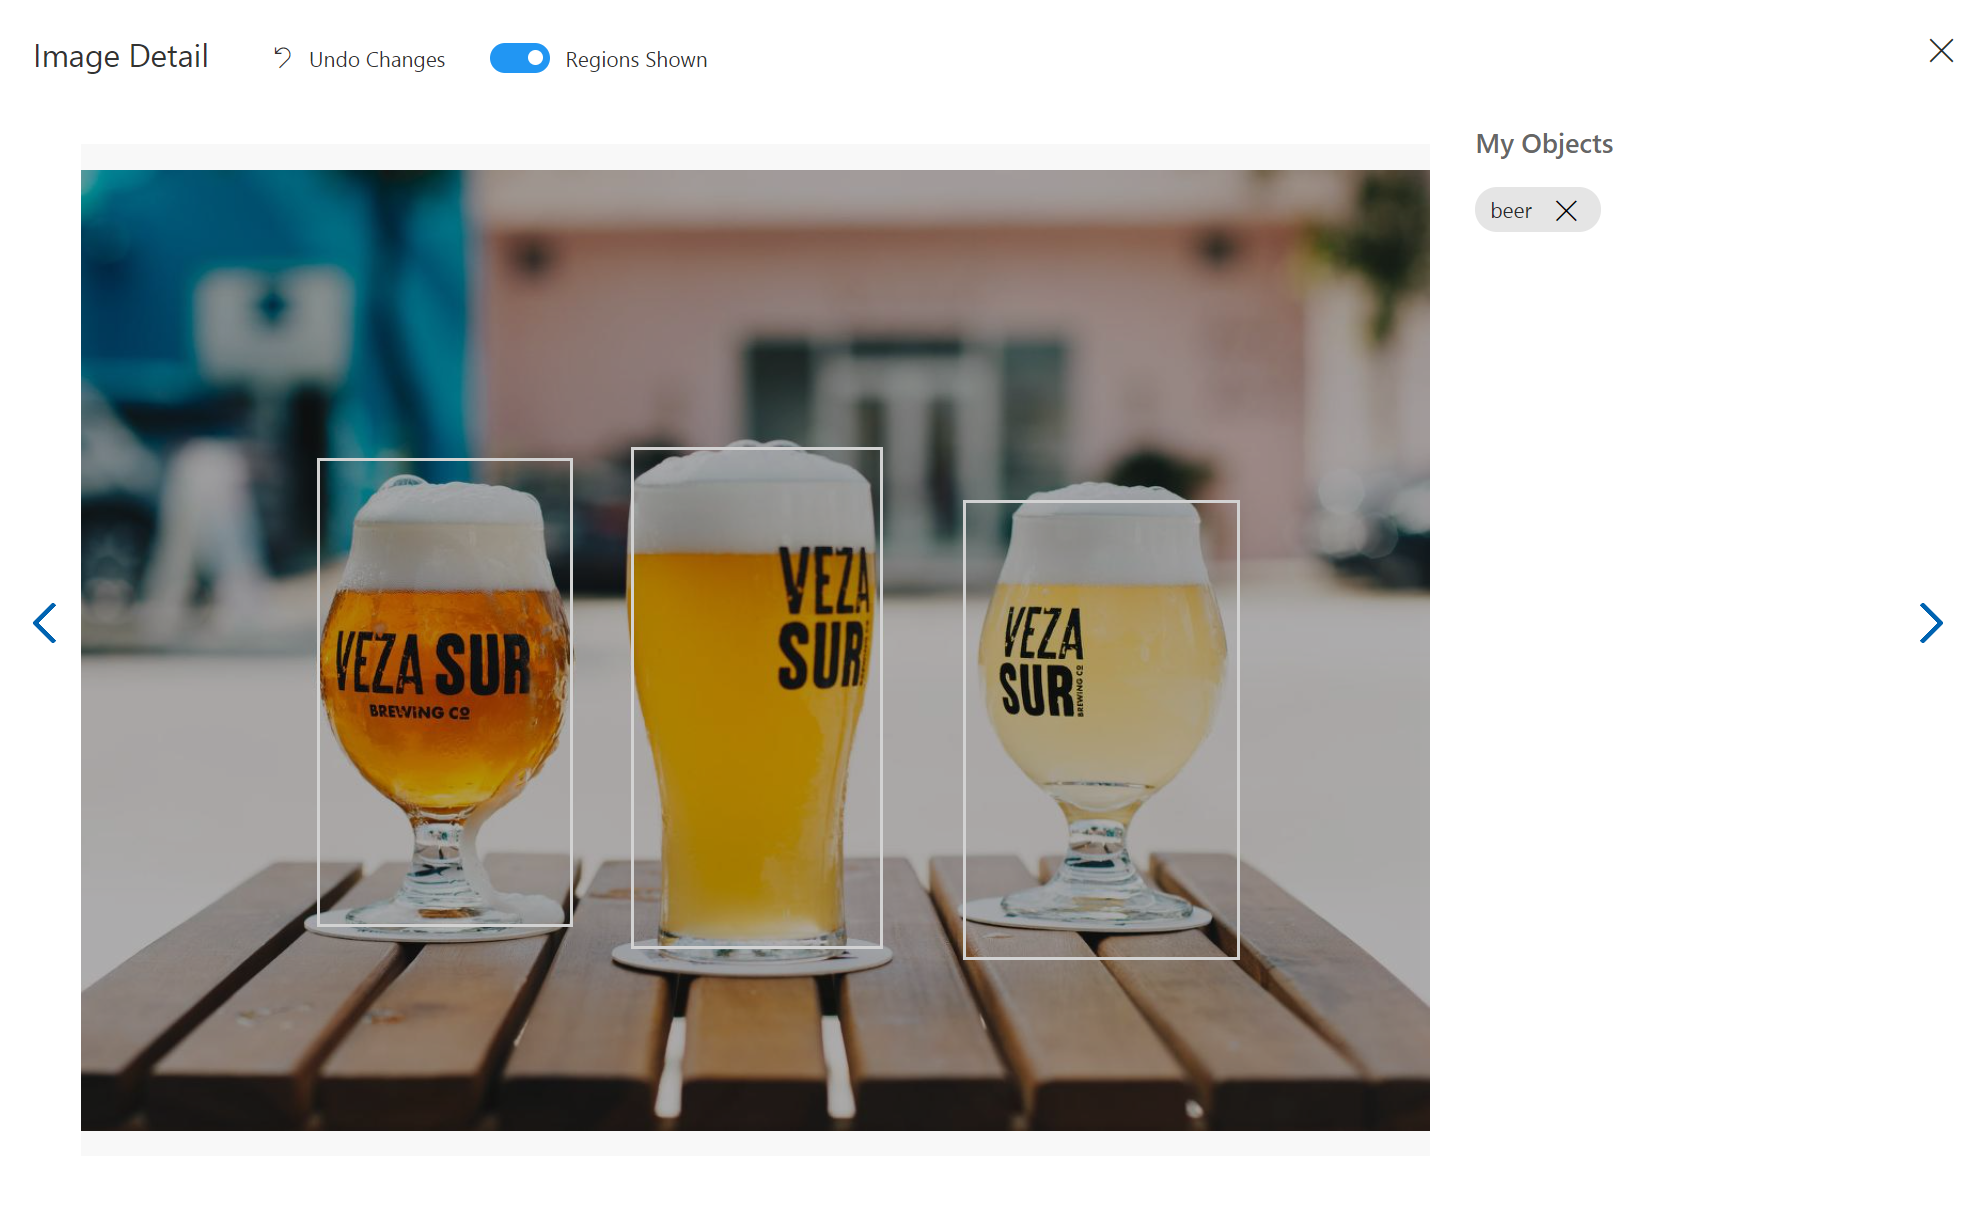 Image Detail
Undo Changes
Regions Shown
My Objects
beer
VEZA SUR
BREWING CO
VEZA
SUR
VEZA
SUR
BREWING CO